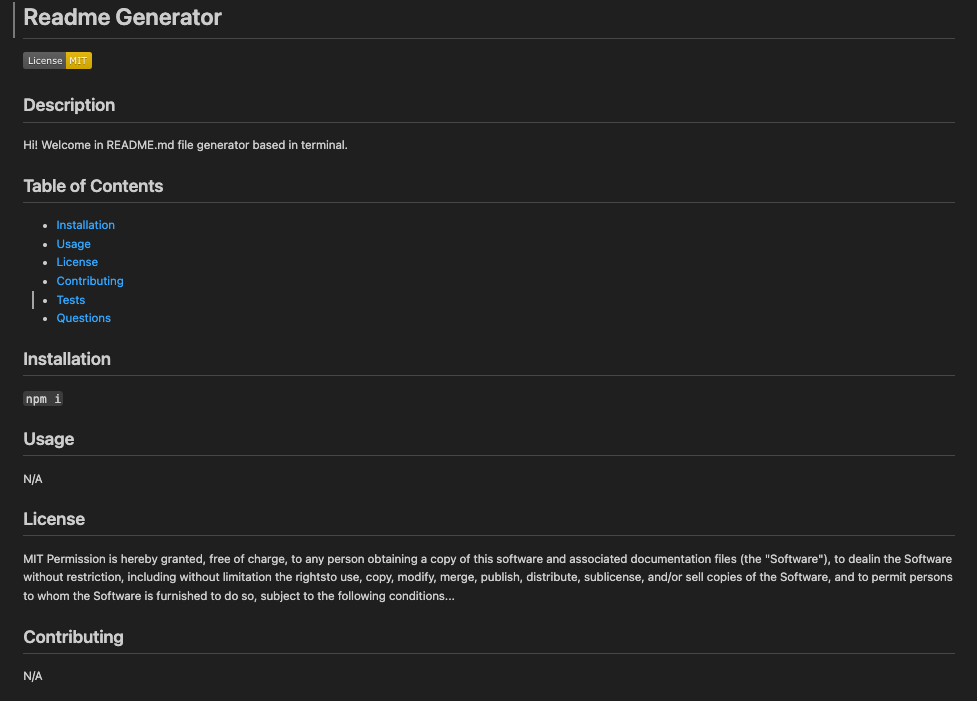 Readme Generator
License MIT
Description
Hi! Welcome in README.md file generator based in terminal.
Table of Contents
Installation
Usage
License
Contributing
Tests
Questions
Installation
npm i
Usage
N/A
License
MIT Permission is hereby granted, free of charge, to any person obtaining a copy of this software and associated documentation files (the "Software"), to dealin the Software
without restriction, including without limitation the rightsto use, copy, modify, merge, publish, distribute, sublicense, and/or sell copies of the Software, and to permit persons
to whom the Software is furnished to do so, subject to the following conditions...
Contributing
N/A